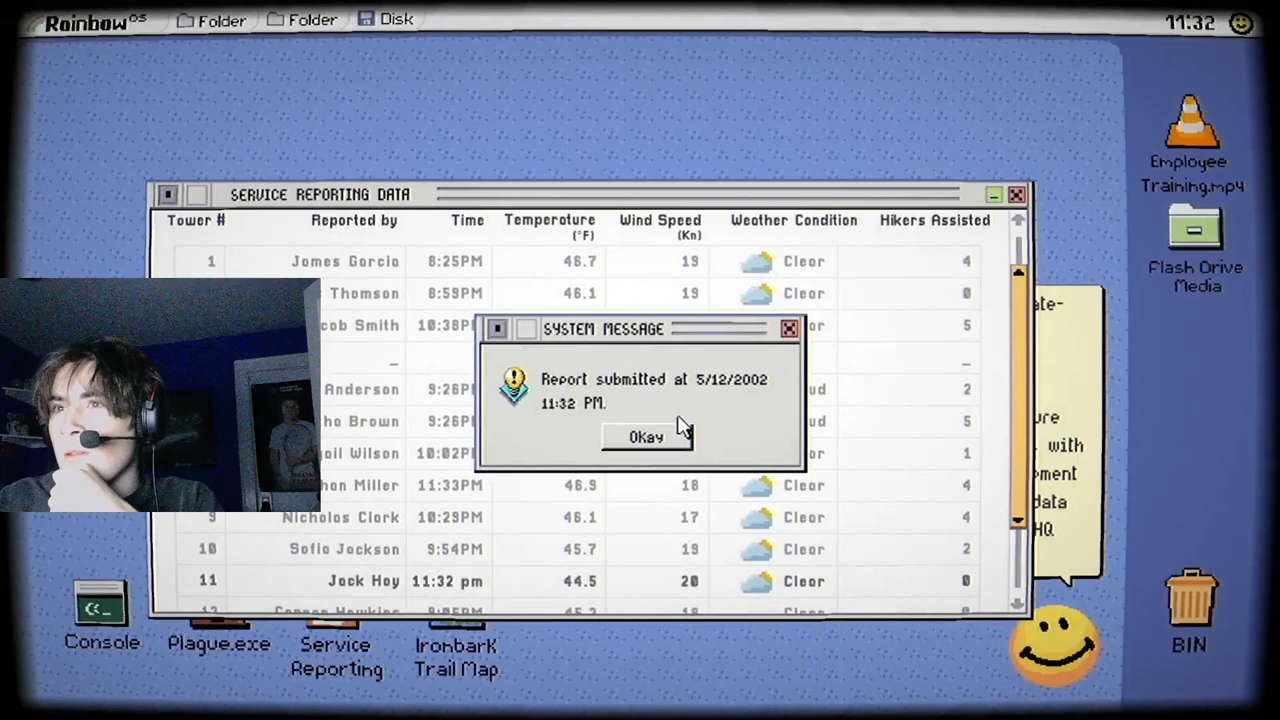 Rainbow OS Folder Folder Disk 11:32
Employee
Training.mp4
Flash Drive
Media
SERVICE REPORTING DATA
Tower # Reported by Time Temperature Wind Speed Weather Condition Hikers Assisted
(°F) (Kn)
1 James Garcia 8:25PM 46.7 19 Clear 4
Thomson 8:59PM 46.1 19 Clear 0
cob Smith 10:38PM 5
–  –
Anderson 9:26P 2
Brown 9:26P 5
Wilson 10:02P 1
Miller 11:33PM 46.9 18 Clear 4
9 Nicholas Clark 10:29PM 46.1 17 Clear 4
10 Sofia Jackson 9:54PM 45.7 19 Clear 2
11 Jack Hoy 11:32 pm 44.5 20 Clear 0
SYSTEM MESSAGE
Report submitted at 5/12/2002
11:32 PM.
Okay
with
HQ
Console
Plague.exe
Service
Reporting
Ironbark
Trail Map
BIN